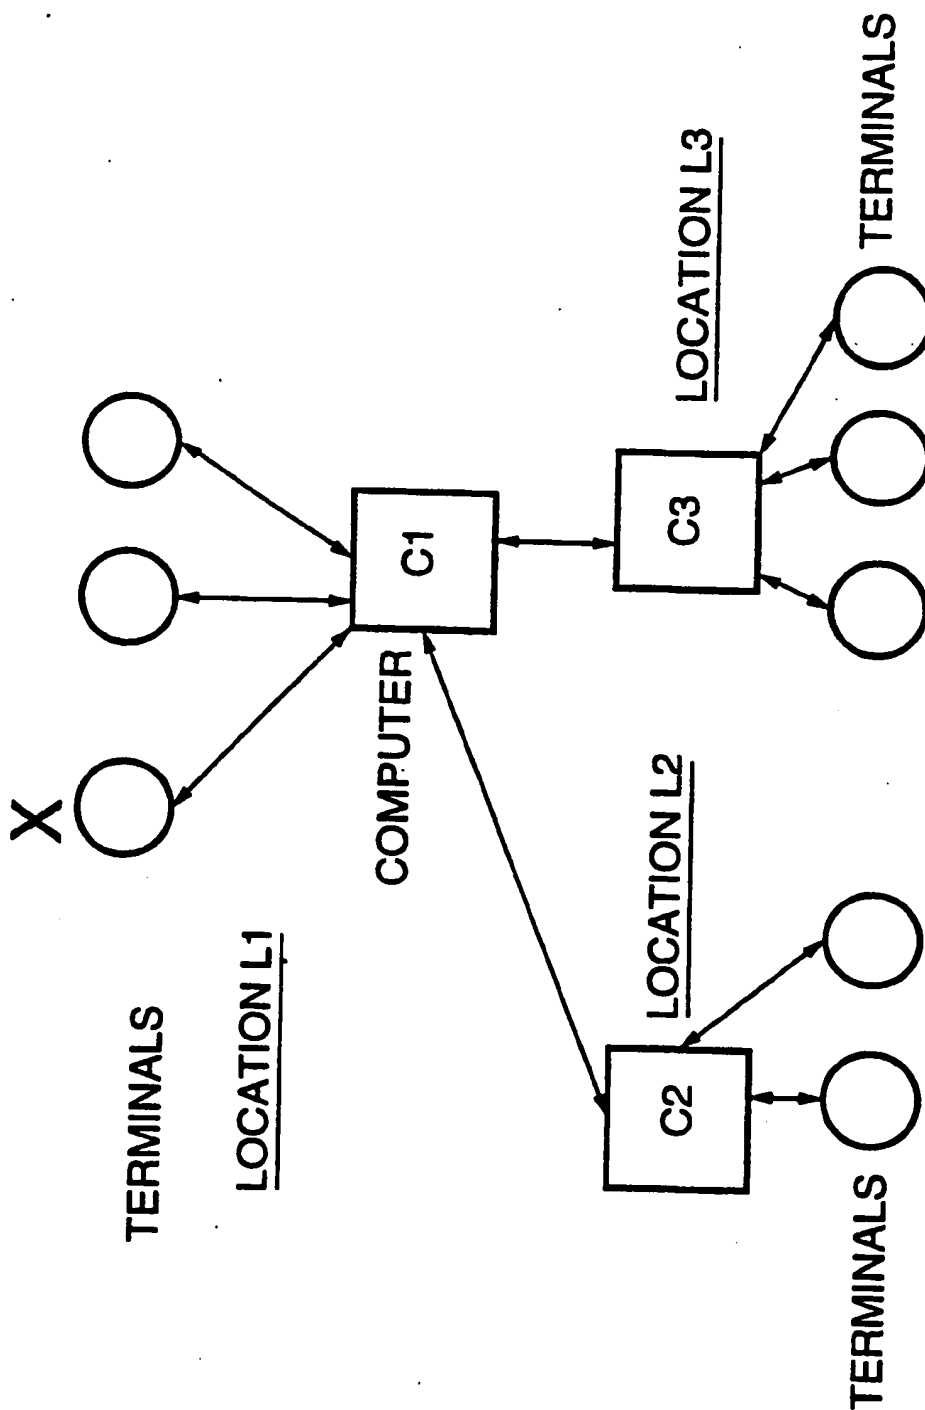 X
TERMINALS
LOCATION L1
COMPUTER
C1
LOCATION L2
LOCATION L3
C2
C3
TERMINALS
TERMINALS